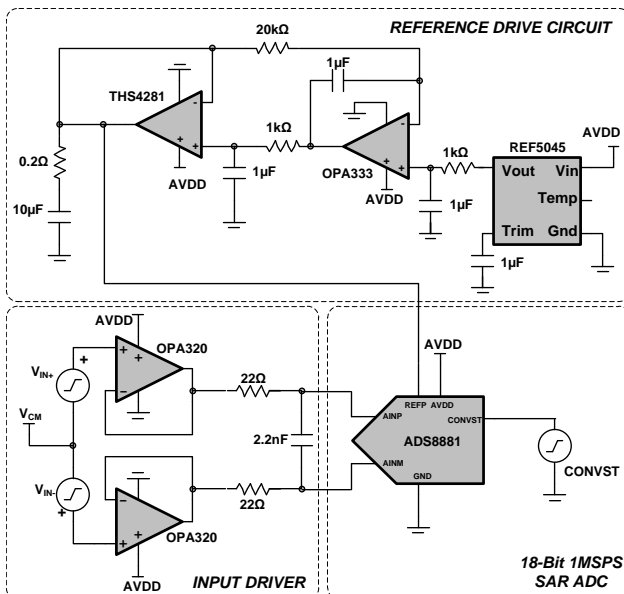 REFERENCE DRIVE CIRCUIT
20kΩ
1µF
THS4281
-
+
+
AVDD
1kΩ
1µF
-
+
+
OPA333
AVDD
1kΩ
1µF
REF5045
AVDD
Vout Vin
Temp
Trim Gnd
1µF
0.2Ω
10µF
AVDD
OPA320
+
+
-
VIN+
+
VCM
VIN-
+
22Ω
2.2nF
22Ω
-
+
+
OPA320
AVDD
INPUT DRIVER
AVDD
REFP AVDD
CONVST
AINP
ADS8881
AINM
GND
CONVST
18-Bit 1MSPS
SAR ADC